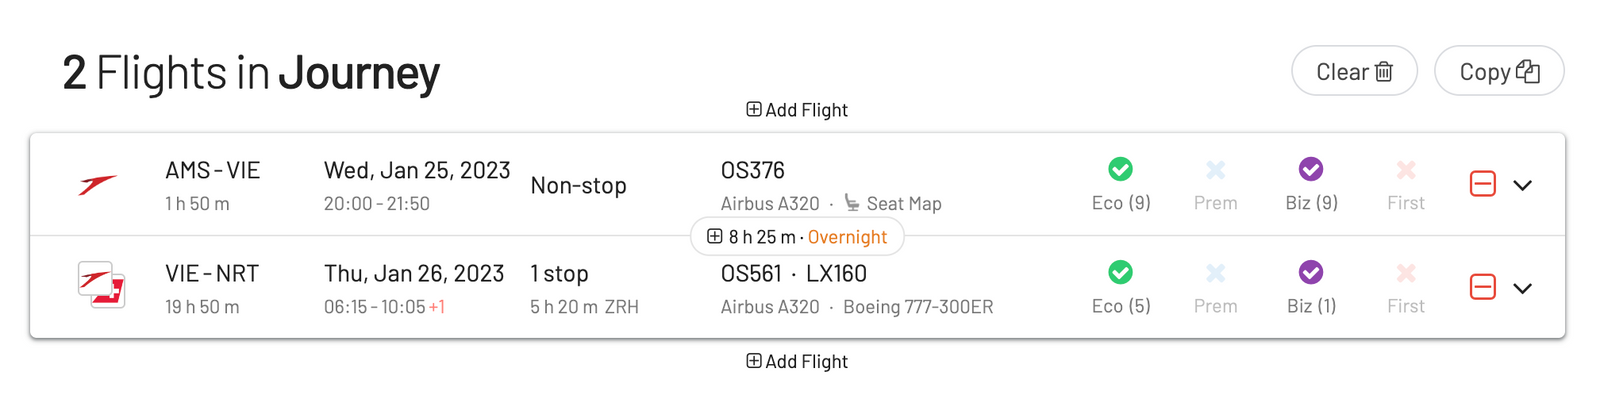 2 Flights in Journey
Clear
Copy
Add Flight
AMS - VIE
1 h 50 m
Wed, Jan 25, 2023
20:00 - 21:50
Non-stop
OS376
Airbus A320 · Seat Map
Eco (9)
Prem
Biz (9)
First
8 h 25 m · Overnight
VIE - NRT
19 h 50 m
Thu, Jan 26, 2023
06:15 - 10:05 +1
1 stop
5 h 20 m ZRH
OS561 · LX160
Airbus A320 · Boeing 777-300ER
Eco (5)
Prem
Biz (1)
First
Add Flight